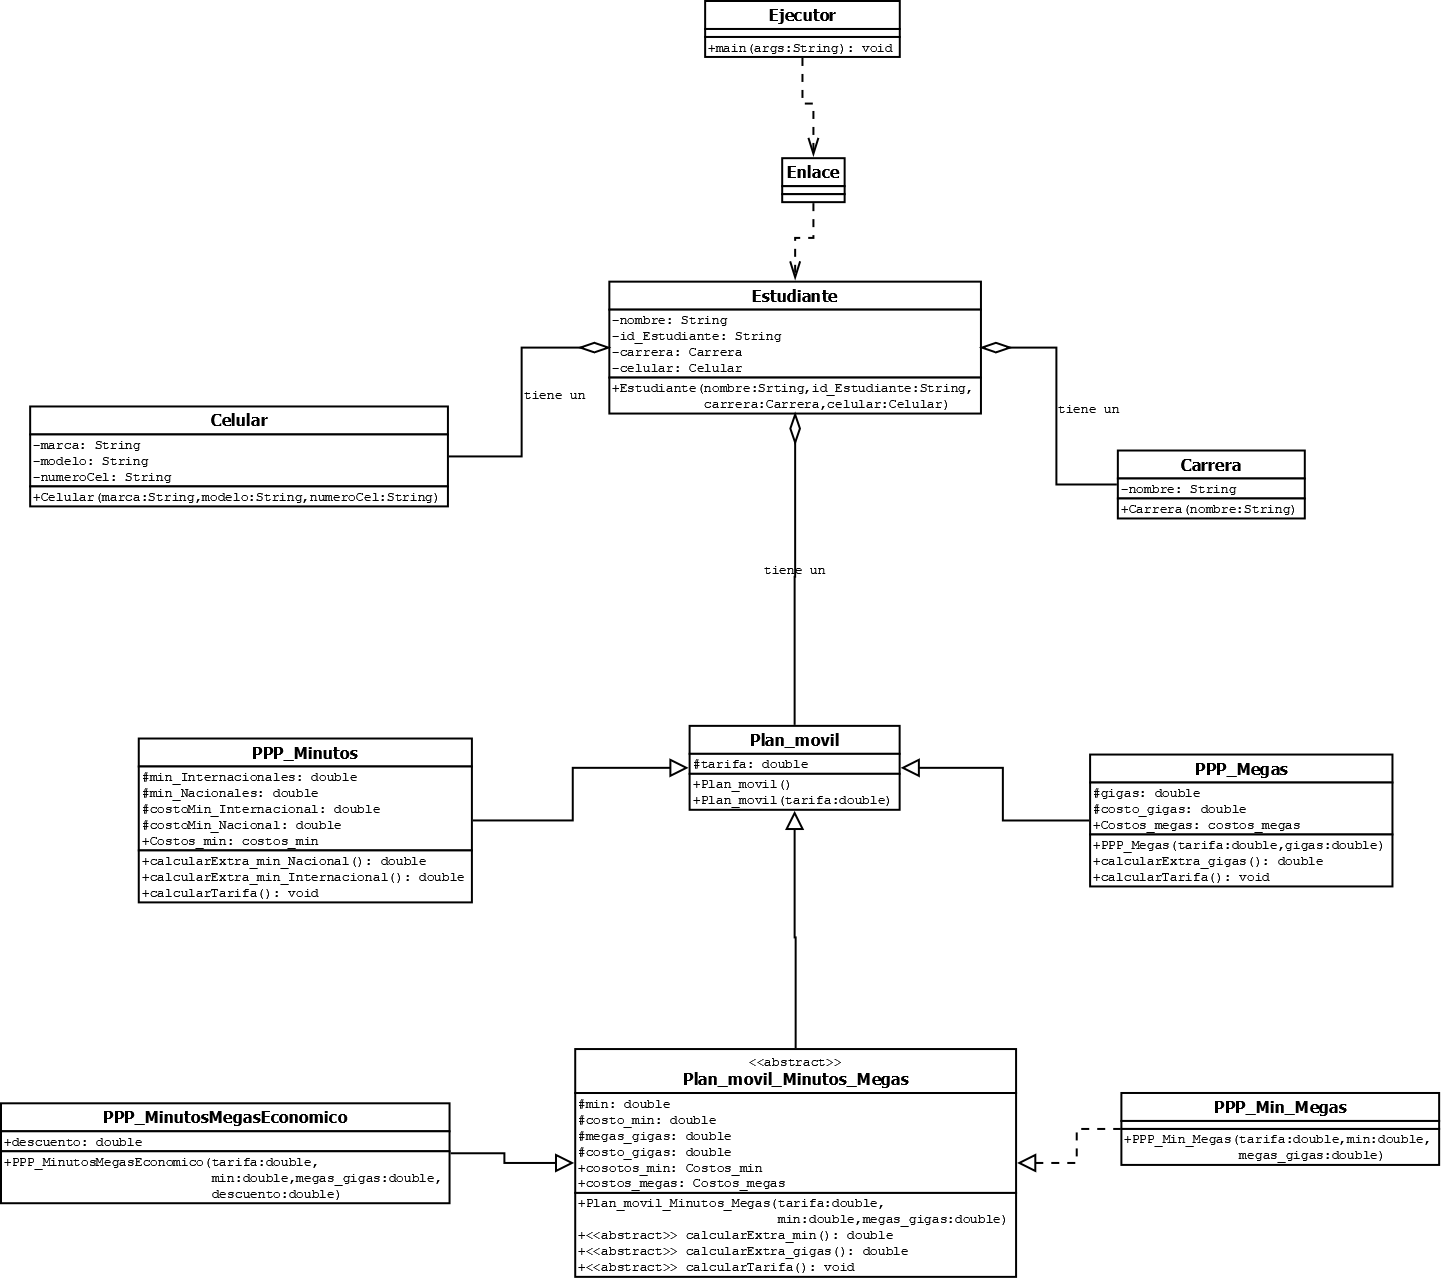 Ejecutor
+main(args:String): void
Enlace
Estudiante
-nombre: String
-id_Estudiante: String
-carrera: Carrera
-celular: Celular
+Estudiante(nombre:Srting,id_Estudiante:String,
carrera:Carrera,celular:Celular)
tiene un
tiene un
Celular
-marca: String
-modelo: String
-numeroCel: String
+Celular(marca:String,modelo:String,numeroCel:String)
Carrera
-nombre: String
+Carrera(nombre:String)
tiene un
PPP_Minutos
#min_Internacionales: double
#min_Nacionales: double
#costoMin_Internacional: double
#costoMin_Nacional: double
+Costos_min: costos_min
+calcularExtra_min_Nacional(): double
+calcularExtra_min_Internacional(): double
+calcularTarifa(): void
Plan_movil
#tarifa: double
+Plan_movil()
+Plan_movil(tarifa:double)
PPP_Megas
#gigas: double
#costo_gigas: double
+Costos_megas: costos_megas
+PPP_Megas(tarifa:double,gigas:double)
+calcularExtra_gigas(): double
+calcularTarifa(): void
PPP_MinutosMegasEconomico
+descuento: double
+PPP_MinutosMegasEconomico(tarifa:double,
min:double,megas_gigas:double,
descuento:double)
<<abstract>>
Plan_movil_Minutos_Megas
#min: double
#costo_min: double
#megas_gigas: double
#costo_gigas: double
+cosotos_min: Costos_min
+costos_megas: Costos_megas
+Plan_movil_Minutos_Megas(tarifa:double,
min:double,megas_gigas:double)
+<<abstract>> calcularExtra_min(): double
+<<abstract>> calcularExtra_gigas(): double
+<<abstract>> calcularTarifa(): void
PPP_Min_Megas
+PPP_Min_Megas(tarifa:double,min:double,
megas_gigas:double)